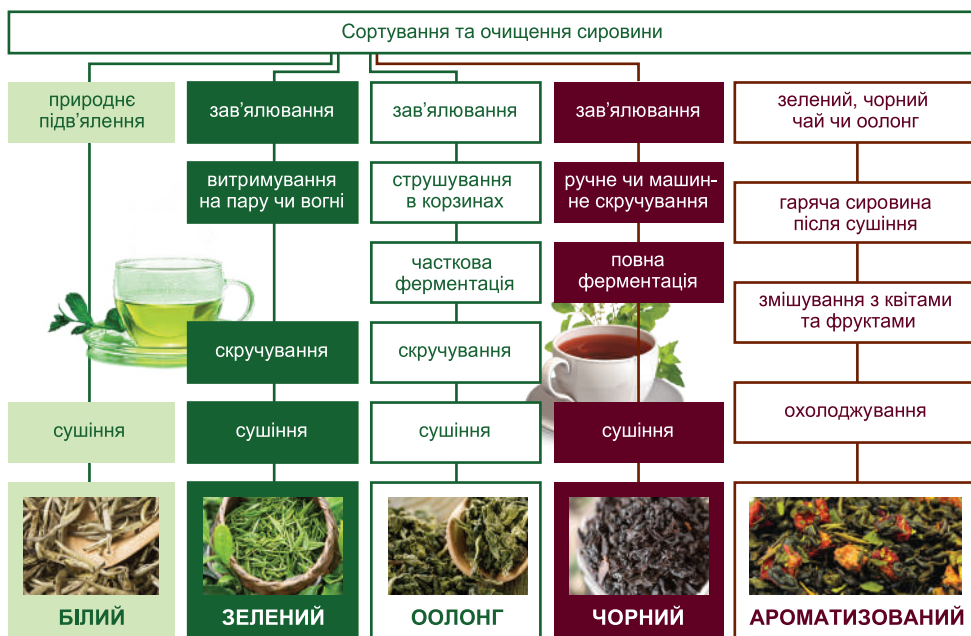 Сортування та очищення сировини
природнє
підв’ялення
сушіння
БІЛИЙ
зав’ялювання
витримування
на пару чи вогні
скручування
сушіння
ЗЕЛЕНИЙ
зав’ялювання
струшування
в корзинах
часткова
ферментація
скручування
сушіння
ООЛОНГ
зав’ялювання
ручне чи машин-
не скручування
повна
ферментація
сушіння
ЧОРНИЙ
зелений, чорний
чай чи оолонг
гаряча сировина
після сушіння
змішування з квітами
та фруктами
охолоджування
АРОМАТИЗОВАНИЙ